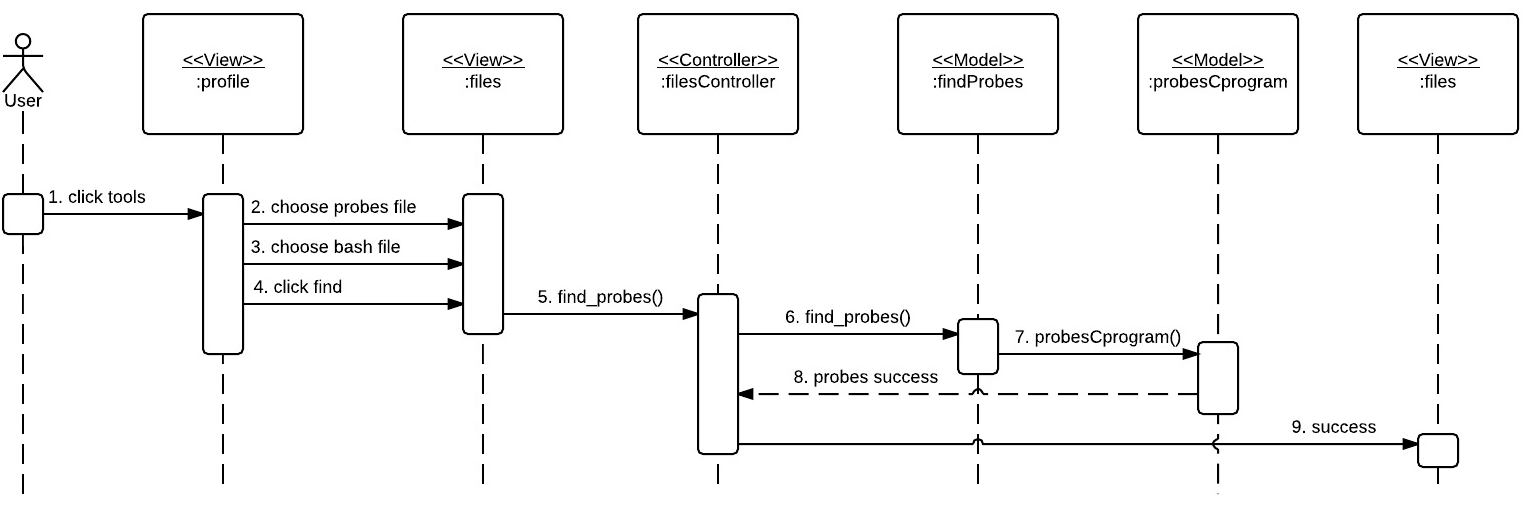 User
<<View>>
:profile
<<View>>
:files
<<Controller>>
:filesController
<<Model>>
:findProbes
<<Model>>
:probesCprogram
<<View>>
:files
1. click tools
2. choose probes file
3. choose bash file
4. click find
5. find_probes()
6. find_probes()
7. probesCprogram()
8. probes success
9. success